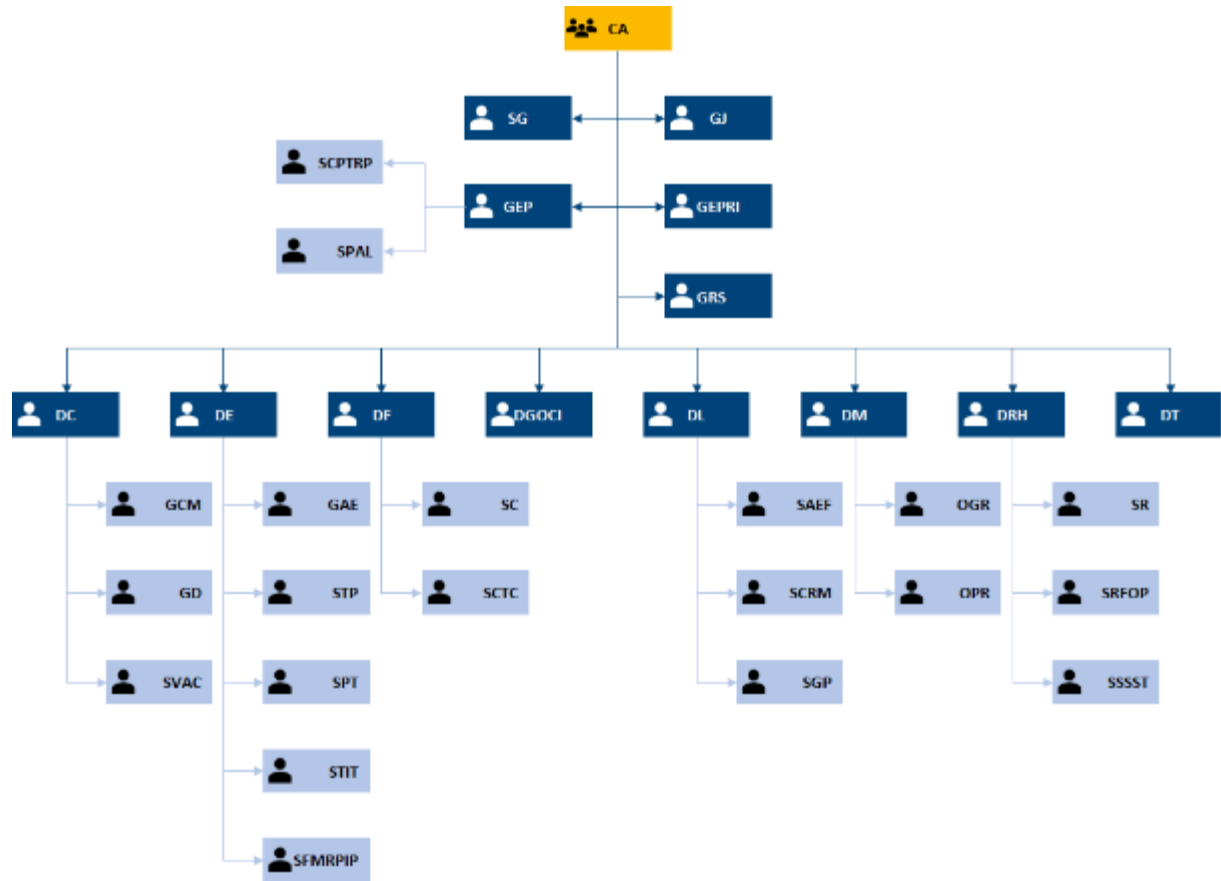 CA
SG
GJ
SCPTRP
GEP
GEPRI
SPAL
GRS
DC
DE
DF
DGOCI
DL
DM
DRH
DT
GCM
GAE
SC
SAEF
OGR
SR
GD
STP
SCTC
SCRM
OPR
SRFOP
SVAC
SPT
SGP
SSSST
STIT
SFMRPIP